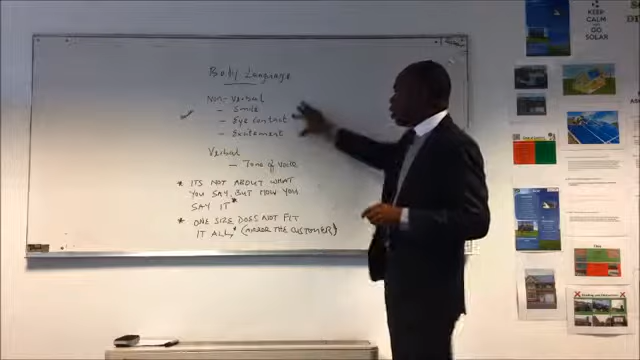 Body Language
Non-Verbal
- Smile
- Eye Contact
- Excitement
Verbal
- Tone of voice
* ITS NOT ABOUT WHAT
YOU SAY, BUT HOW YOU
SAY IT*
* ONE SIZE DOES NOT FIT
IT ALL,* (MIRROR THE CUSTOMER)
KEEP
CALM
AND
GO
SOLAR